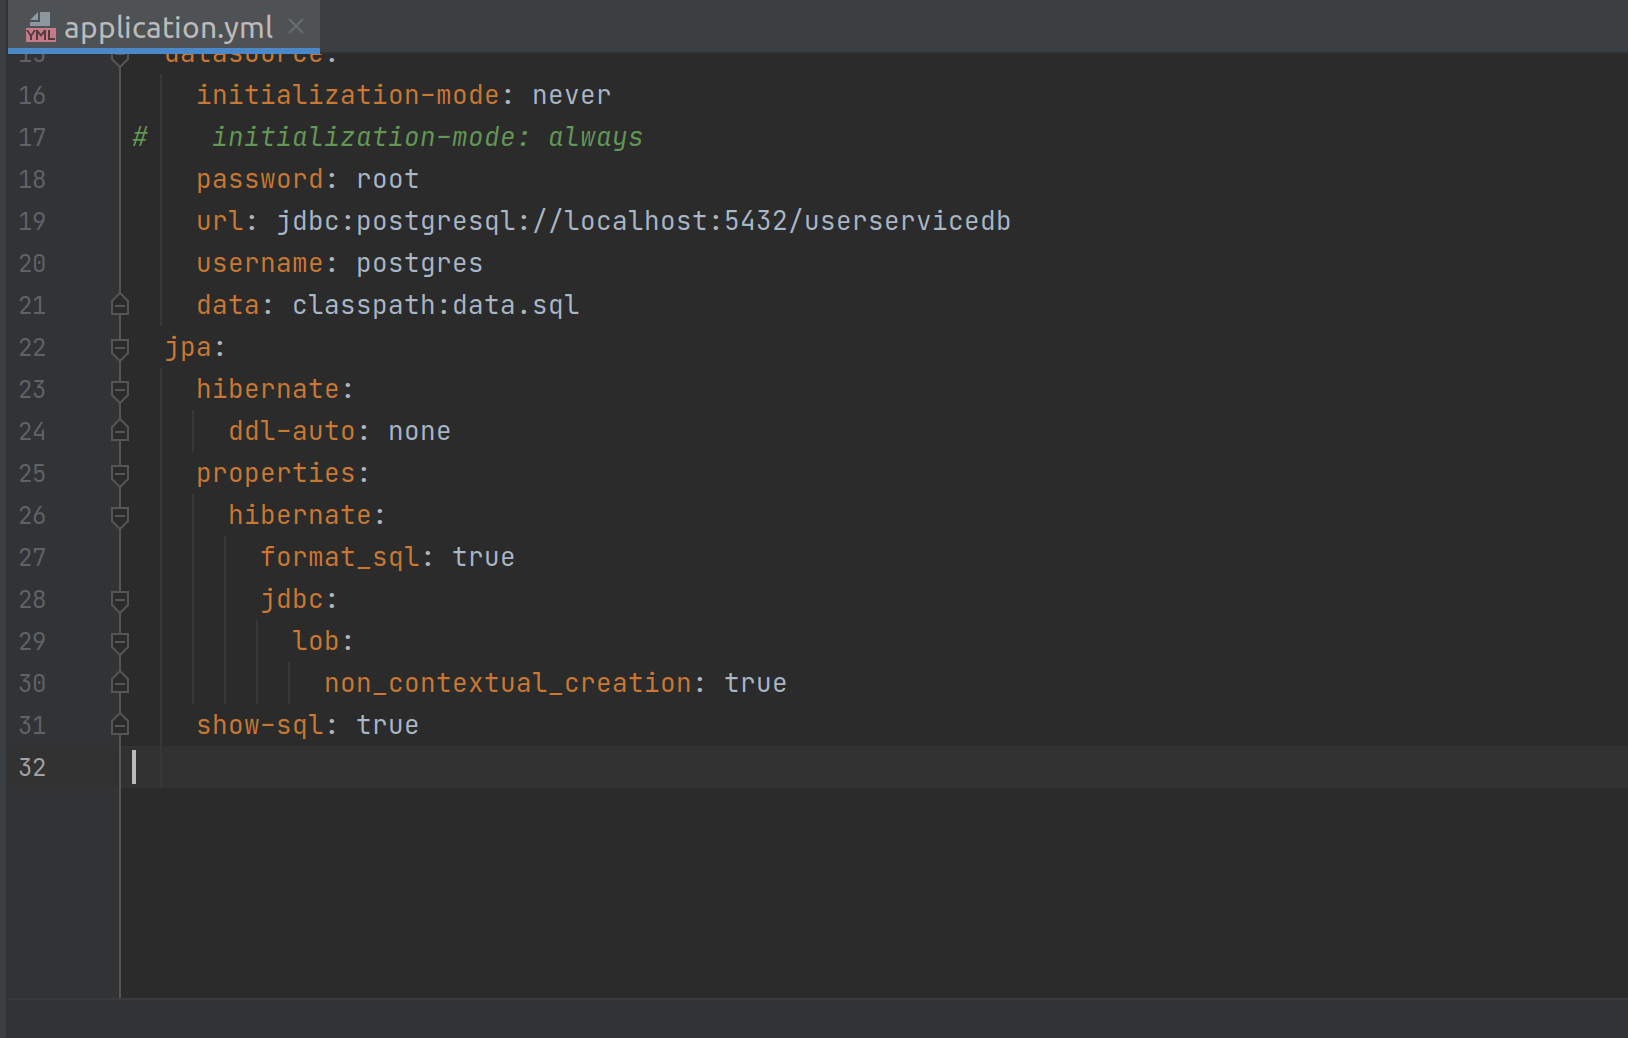 YML application.yml
15 datasource:
16 initialization-mode: never
17 # initialization-mode: always
18 password: root
19 url: jdbc:postgresql://localhost:5432/userservicedb
20 username: postgres
21 data: classpath:data.sql
22 jpa:
23 hibernate:
24 ddl-auto: none
25 properties:
26 hibernate:
27 format_sql: true
28 jdbc:
29 lob:
30 non_contextual_creation: true
31 show-sql: true
32